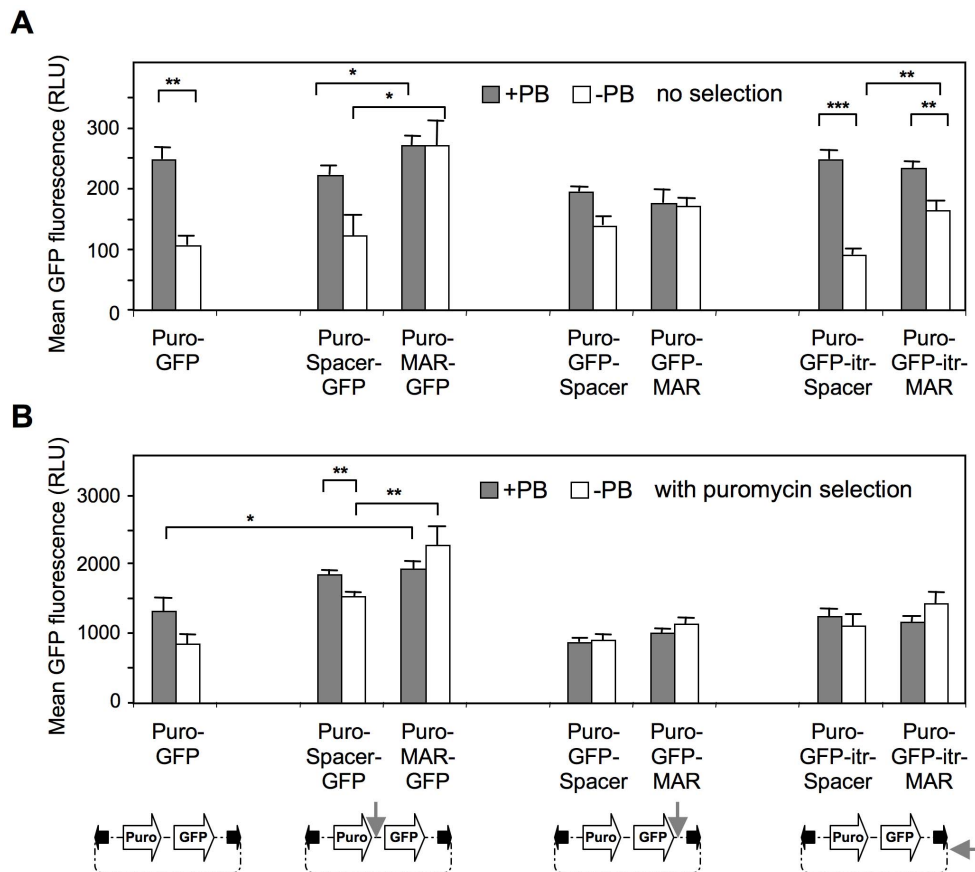 A
Mean GFP fluorescence (RLU)
300
200
100
0
** * * *** ** **
+PB -PB no selection
Puro- Puro- Puro- Puro- Puro- Puro- Puro-
GFP Spacer- MAR- GFP- GFP- GFP-itr- GFP-itr-
GFP GFP Spacer MAR Spacer MAR
B
Mean GFP fluorescence (RLU)
3000
2000
1000
0
* ** **
+PB -PB with puromycin selection
Puro- Puro- Puro- Puro- Puro- Puro- Puro-
GFP Spacer- MAR- GFP- GFP- GFP-itr- GFP-itr-
GFP GFP Spacer MAR Spacer MAR
Puro GFP Puro GFP Puro GFP Puro GFP